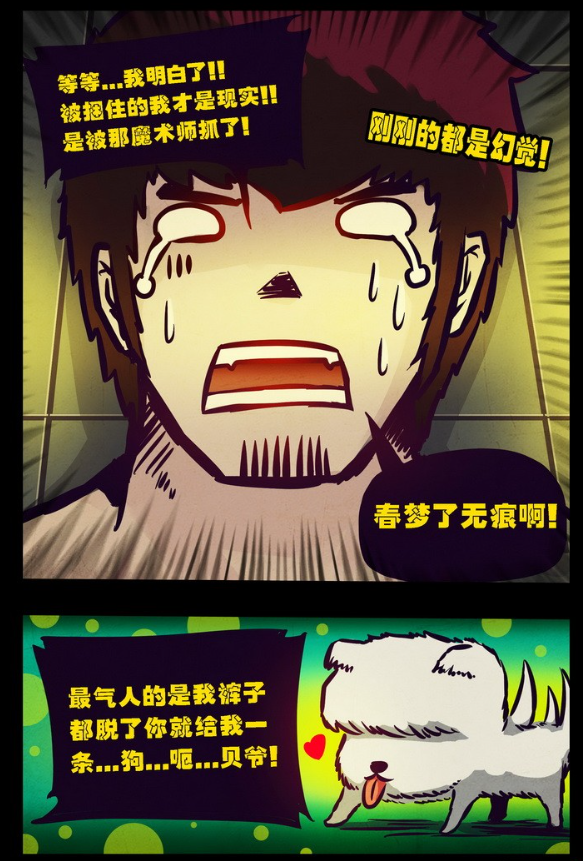 等等...我明白了!!
被捆住的我才是现实!!
是被那魔术师抓了!
刚刚的都是幻觉!
春梦了无痕啊!
最气人的是我裤子
都脱了你就给我一
条...狗...呃...贝爷!